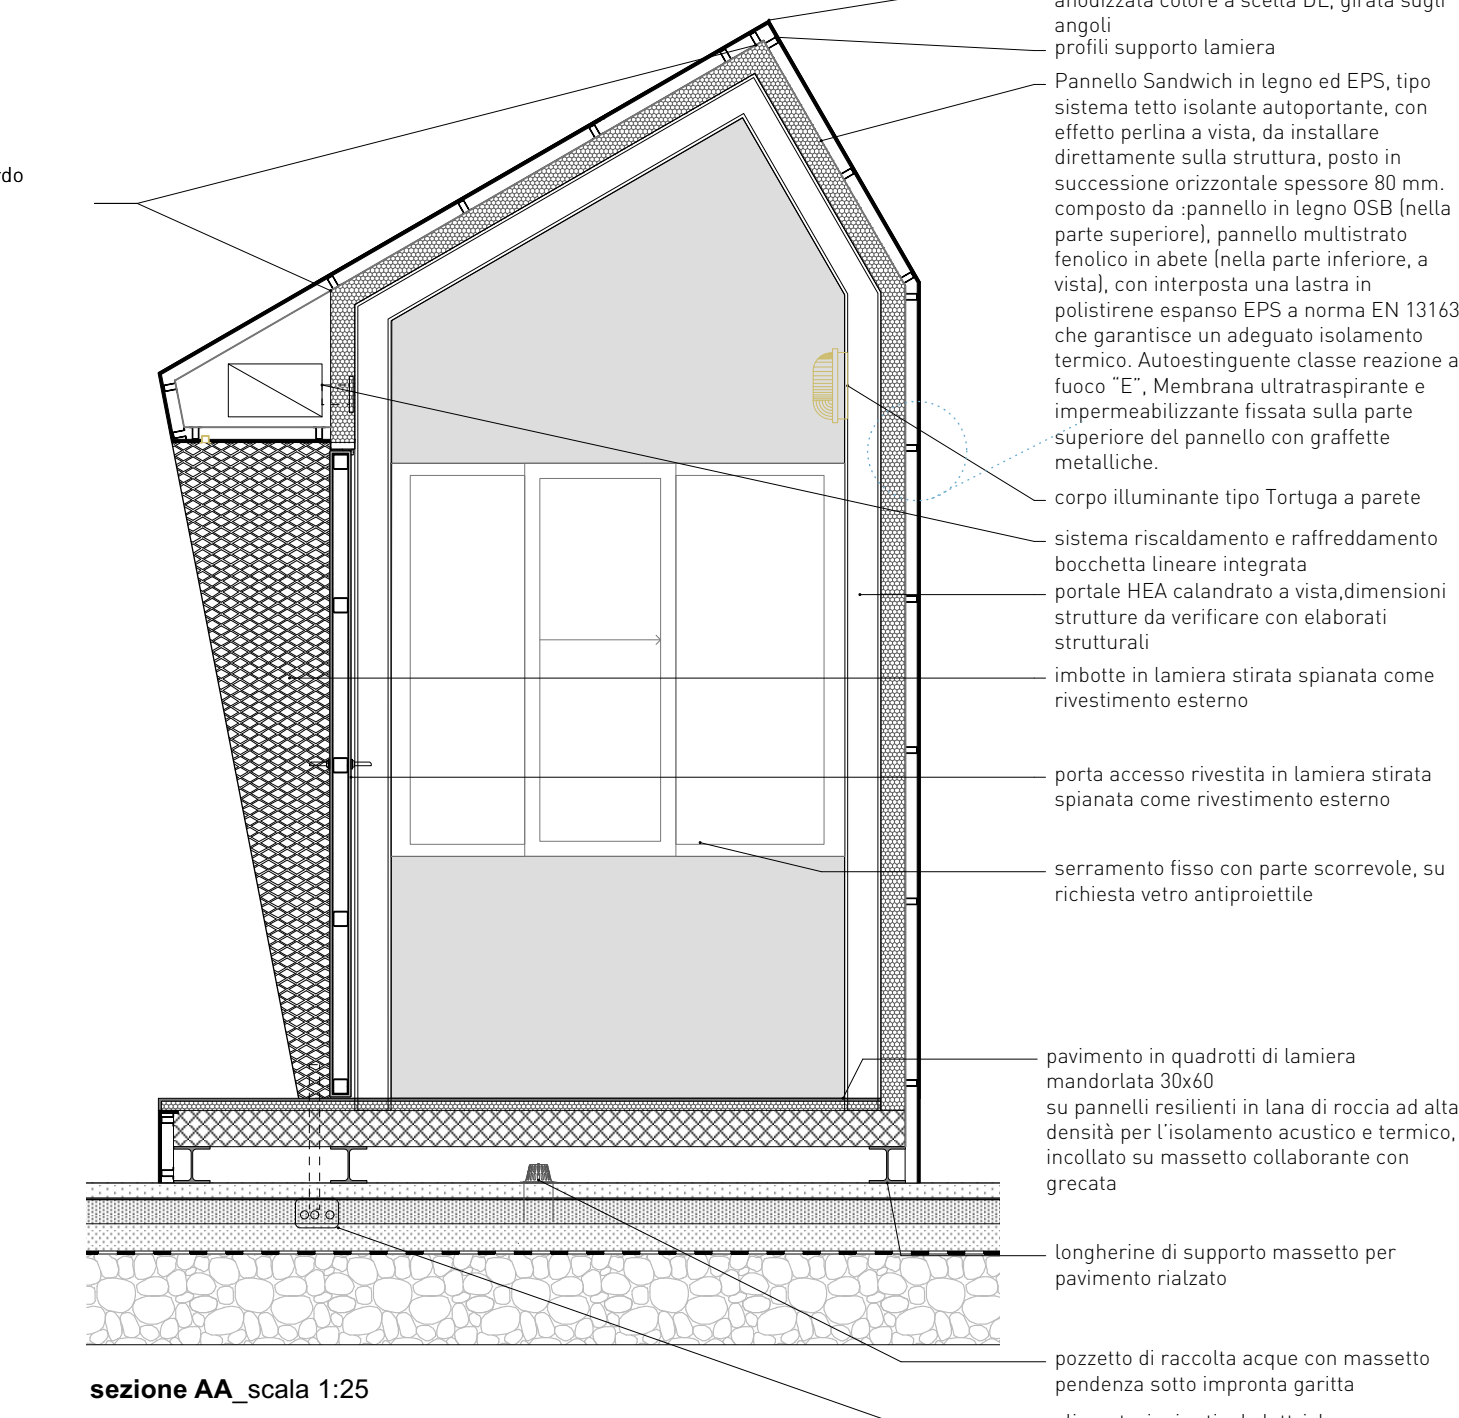 anodizzata colore a scelta DL, girata sugli
angoli
profili supporto lamiera
Pannello Sandwich in legno ed EPS, tipo
sistema tetto isolante autoportante, con
effetto perlina a vista, da installare
direttamente sulla struttura, posto in
successione orizzontale spessore 80 mm.
composto da :pannello in legno OSB (nella
parte superiore), pannello multistrato
fenolico in abete (nella parte inferiore, a
vista), con interposta una lastra in
polistirene espanso EPS a norma EN 13163
che garantisce un adeguato isolamento
termico. Autoestinguente classe reazione a
fuoco “E”, Membrana ultratraspirante e
impermeabilizzante fissata sulla parte
superiore del pannello con graffette
metalliche.
corpo illuminante tipo Tortuga a parete
sistema riscaldamento e raffreddamento
bocchetta lineare integrata
portale HEA calandrato a vista,dimensioni
strutture da verificare con elaborati
strutturali
imbotte in lamiera stirata spianata come
rivestimento esterno
porta accesso rivestita in lamiera stirata
spianata come rivestimento esterno
serramento fisso con parte scorrevole, su
richiesta vetro antiproiettile
pavimento in quadrotti di lamiera
mandorlata 30x60
su pannelli resilienti in lana di roccia ad alta
densità per l'isolamento acustico e termico,
incollato su massetto collaborante con
grecata
longherine di supporto massetto per
pavimento rialzato
pozzetto di raccolta acque con massetto
pendenza sotto impronta garitta
sezione AA_scala 1:25